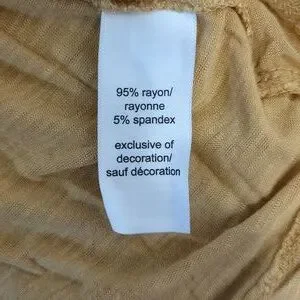 95% rayon/
rayonne
5% spandex
exclusive of
decoration/
sauf décoration